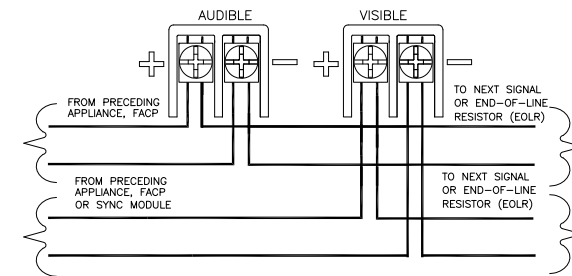 AUDIBLE
VISIBLE
+ − + −
FROM PRECEDING
APPLIANCE, FACP
TO NEXT SIGNAL
OR END-OF-LINE
RESISTOR (EOLR)
FROM PRECEDING
APPLIANCE, FACP
OR SYNC MODULE
TO NEXT SIGNAL
OR END-OF-LINE
RESISTOR (EOLR)